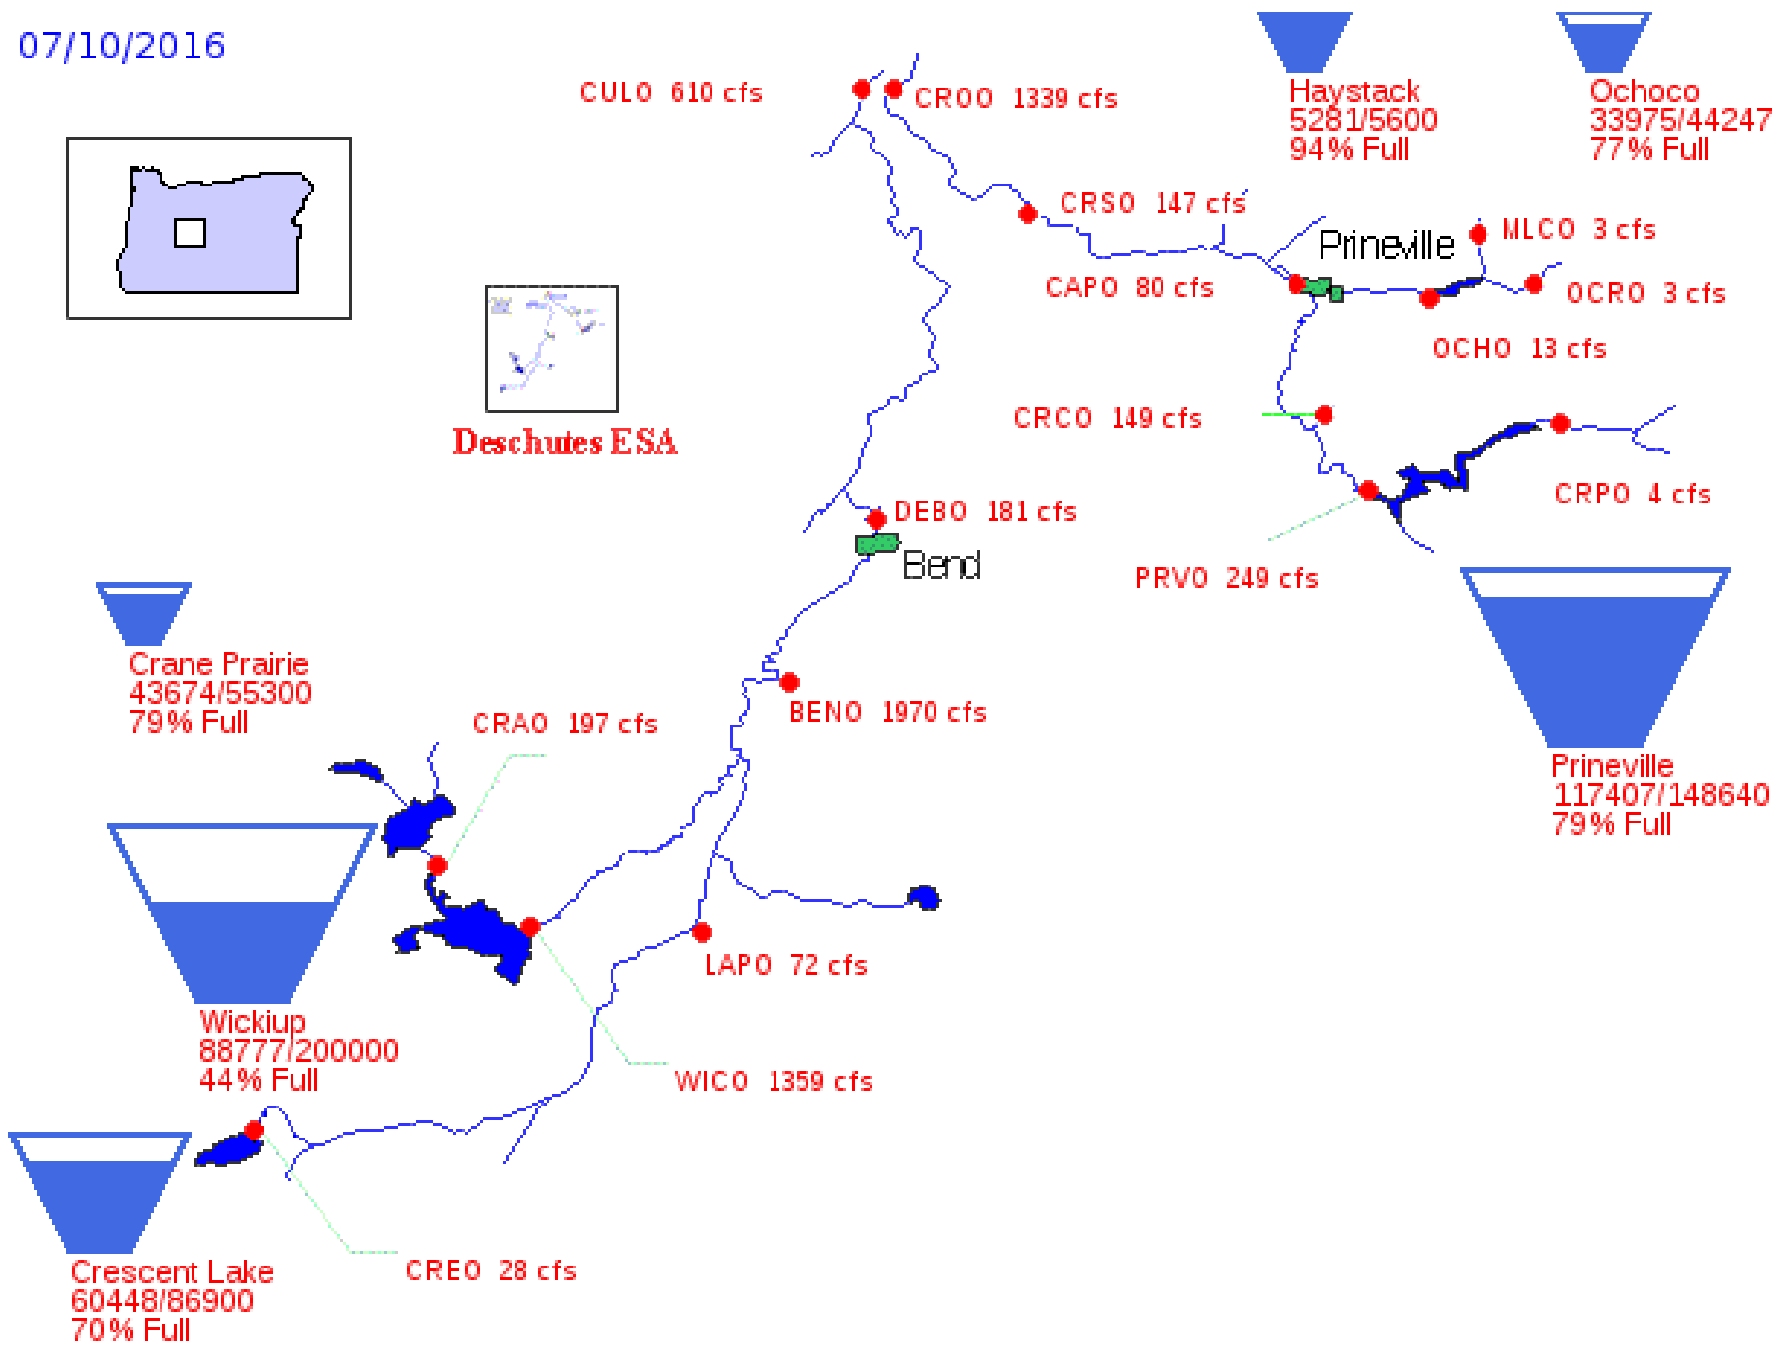 07/10/2016
CULO 610 cfs
CROO 1339 cfs
Haystack
5281/5600
94% Full
Ochoco
33975/44247
77% Full
CRSO 147 cfs
Prineville
MLCO 3 cfs
CAPO 80 cfs
OCRO 3 cfs
OCHO 13 cfs
Deschutes ESA
CRCO 149 cfs
CRPO 4 cfs
DEBO 181 cfs
Bend
PRVO 249 cfs
Crane Prairie
43674/55300
79% Full
CRAO 197 cfs
BENO 1970 cfs
Prineville
117407/148640
79% Full
LAPO 72 cfs
Wickiup
88777/200000
44% Full
WICO 1359 cfs
CREO 28 cfs
Crescent Lake
60448/86900
70% Full